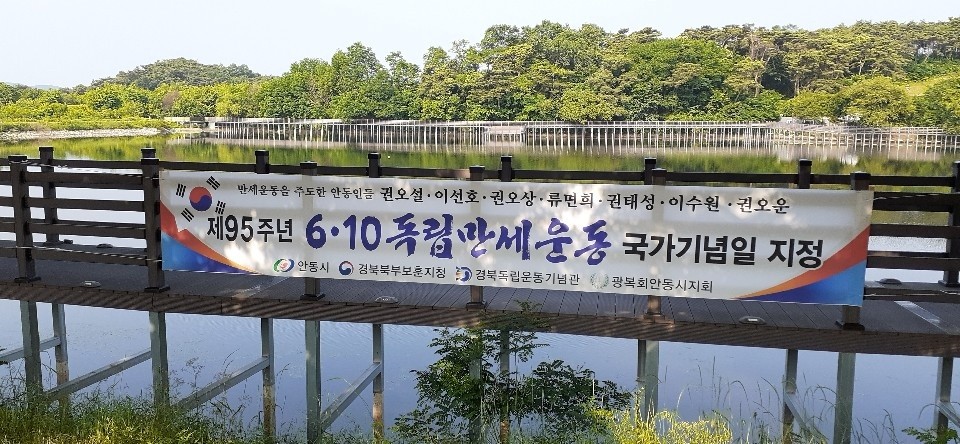 만세운동을 주도한 안동인들 권오설·이선호·권오상·류면희·권태성·이수원·권오운
제95주년 6·10 독립만세운동 국가기념일 지정
안동시 경북북부보훈지청 경북독립운동기념관 광복회안동시지회